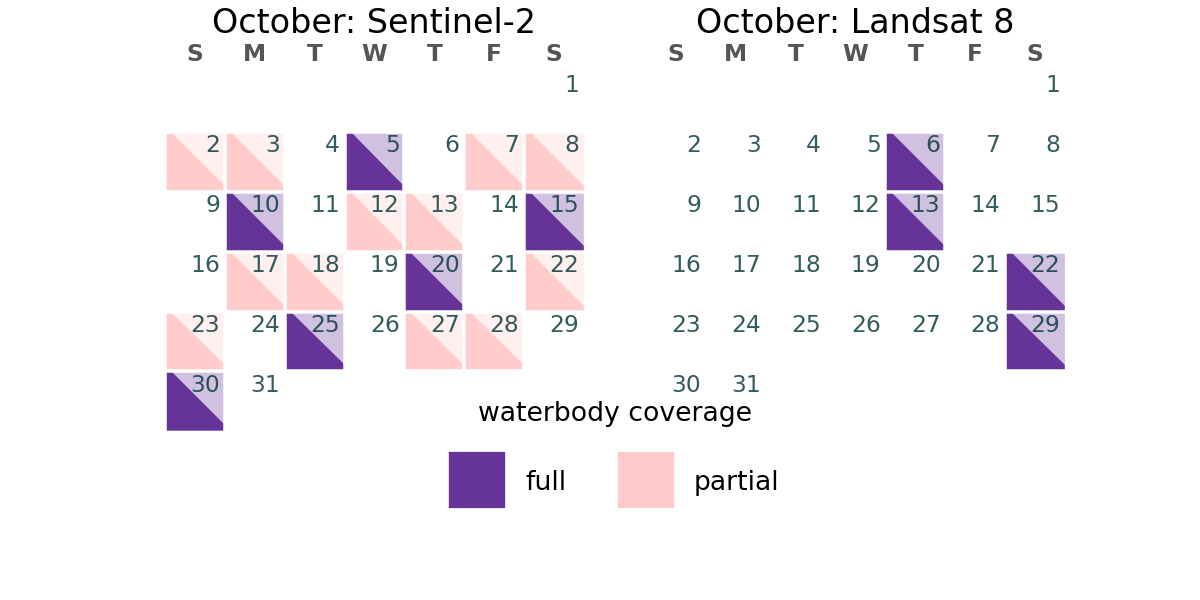 October: Sentinel-2
S M T W T F S
1
2 3 4 5 6 7 8
9 10 11 12 13 14 15
16 17 18 19 20 21 22
23 24 25 26 27 28 29
30 31
October: Landsat 8
S M T W T F S
1
2 3 4 5 6 7 8
9 10 11 12 13 14 15
16 17 18 19 20 21 22
23 24 25 26 27 28 29
30 31
waterbody coverage
full
partial